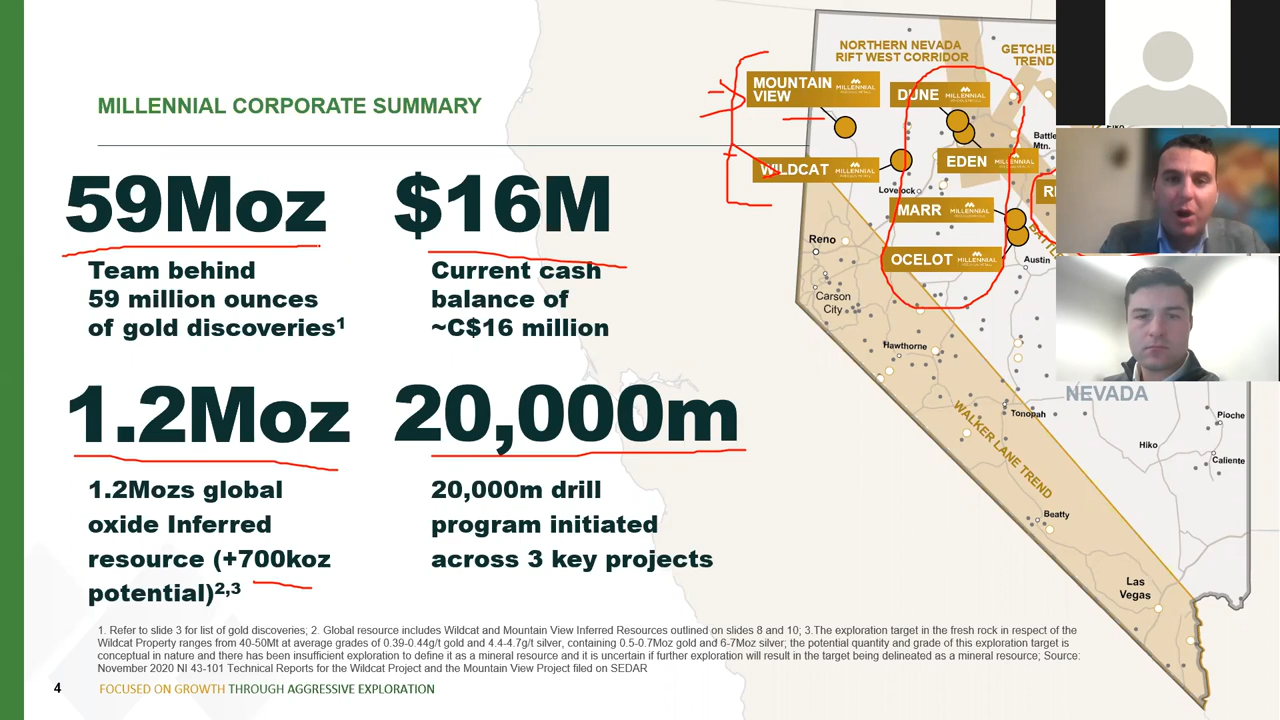 MILLENNIAL CORPORATE SUMMARY
59Moz
Team behind
59 million ounces
of gold discoveries¹
$16M
Current cash
balance of
~C$16 million
1.2Moz
1.2Mozs global
oxide Inferred
resource (+700koz
potential)²,³
20,000m
20,000m drill
program initiated
across 3 key projects
NORTHERN NEVADA
RIFT WEST CORRIDOR
GETCHEL
TREND
MOUNTAIN
VIEW
MILLENNIAL
DUNE MILLENNIAL
Battle
Mtn.
WILDCAT MILLENNIAL
EDEN MILLENNIAL
Lovelock
MARR MILLENNIAL
OCELOT MILLENNIAL
Reno
Austin
Carson
City
Hawthorne
NEVADA
Tonopah
Pioche
Hiko
Caliente
WALKER LANE TREND
Beatty
Las
Vegas
1. Refer to slide 3 for list of gold discoveries; 2. Global resource includes Wildcat and Mountain View Inferred Resources outlined on slides 8 and 10; 3.The exploration target in the fresh rock in respect of the
Wildcat Property ranges from 40-50Mt at average grades of 0.39-0.44g/t gold and 4.4-4.7g/t silver, containing 0.5-0.7Moz gold and 6-7Moz silver; the potential quantity and grade of this exploration target is
conceptual in nature and there has been insufficient exploration to define it as a mineral resource and it is uncertain if further exploration will result in the target being delineated as a mineral resource; Source:
November 2020 NI 43-101 Technical Reports for the Wildcat Project and the Mountain View Project filed on SEDAR
4
FOCUSED ON GROWTH THROUGH AGGRESSIVE EXPLORATION